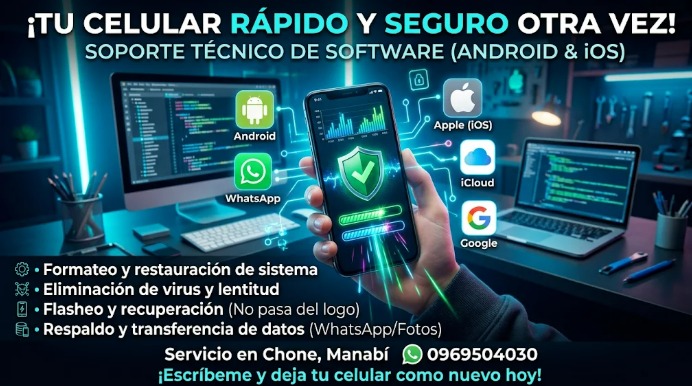 ¡TU CELULAR RÁPIDO Y SEGURO OTRA VEZ!
SOPORTE TÉCNICO DE SOFTWARE (ANDROID & iOS)
Android
Apple (iOS)
WhatsApp
iCloud
Google
• Formateo y restauración de sistema
• Eliminación de virus y lentitud
• Flasheo y recuperación (No pasa del logo)
• Respaldo y transferencia de datos (WhatsApp/Fotos)
Servicio en Chone, Manabí 0969504030
¡Escríbeme y deja tu celular como nuevo hoy!